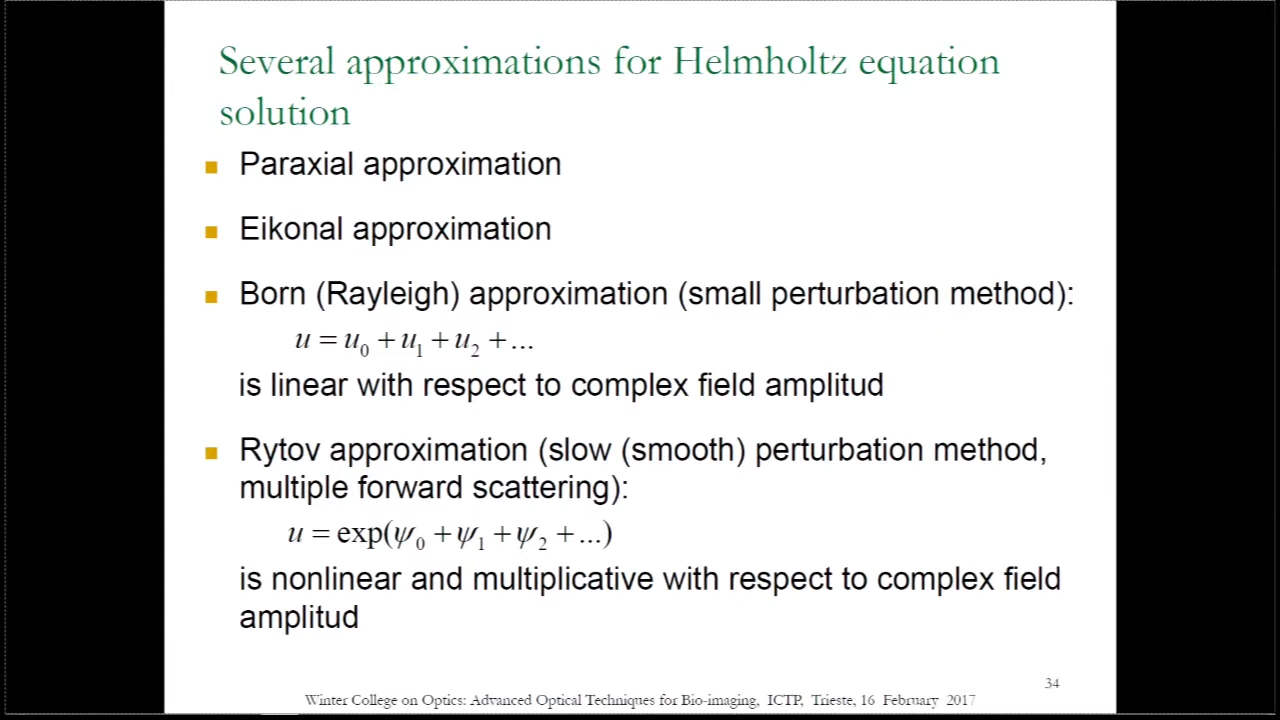 Several approximations for Helmholtz equation
solution
Paraxial approximation
Eikonal approximation
Born (Rayleigh) approximation (small perturbation method):
u = u₀ + u₁ + u₂ + ...
is linear with respect to complex field amplitud
Rytov approximation (slow (smooth) perturbation method,
multiple forward scattering):
u = exp(ψ₀ + ψ₁ + ψ₂ + ...)
is nonlinear and multiplicative with respect to complex field
amplitud
34
Winter College on Optics: Advanced Optical Techniques for Bio-imaging, ICTP, Trieste, 16 February 2017